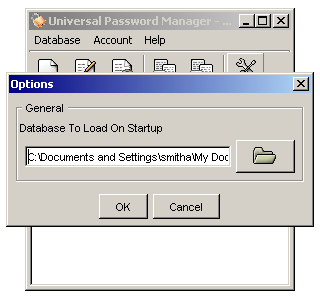 Universal Password Manager - ...
Database Account Help
Options
General
Database To Load On Startup
C:\Documents and Settings\smitha\My Doc
OK Cancel